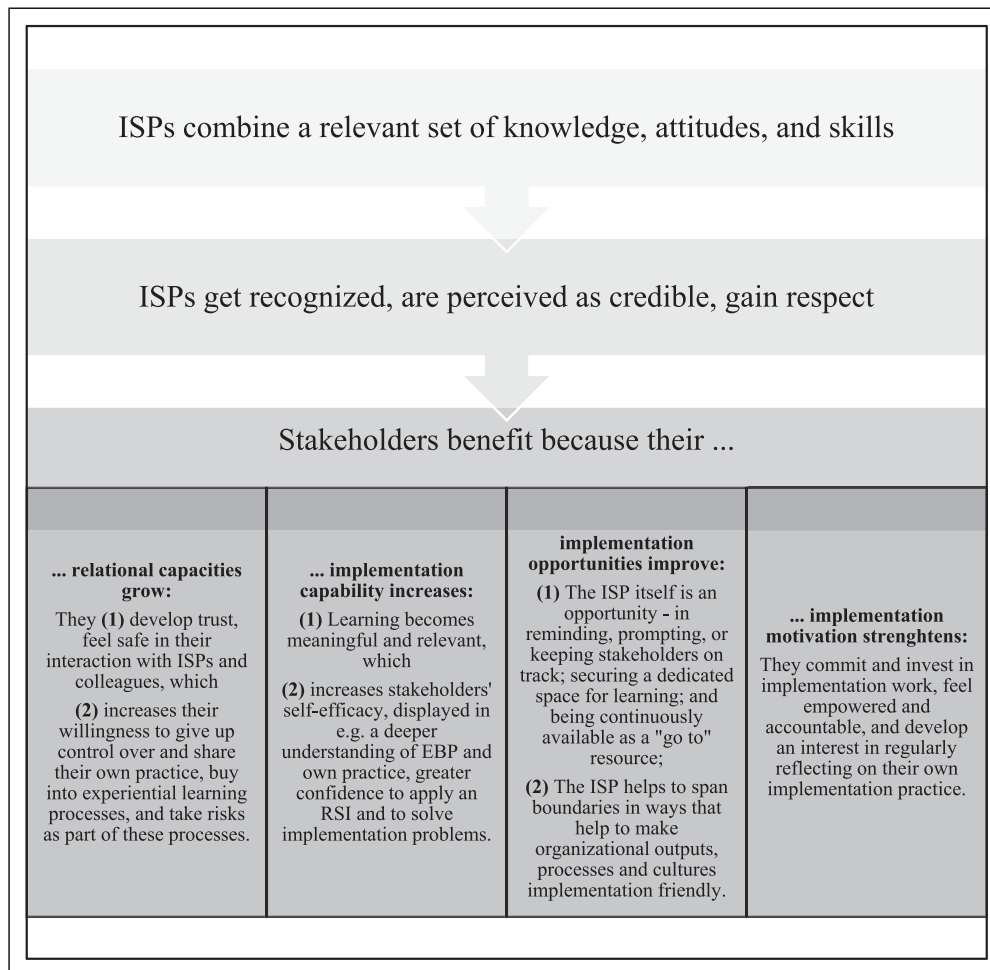 ISPs combine a relevant set of knowledge, attitudes, and skills
ISPs get recognized, are perceived as credible, gain respect
Stakeholders benefit because their ...
... relational capacities
grow:
They (1) develop trust,
feel safe in their
interaction with ISPs and
colleagues, which
(2) increases their
willingness to give up
control over and share
their own practice, buy
into experiential learning
processes, and take risks
as part of these processes.
... implementation
capability increases:
(1) Learning becomes
meaningful and relevant,
which
(2) increases stakeholders'
self-efficacy, displayed in
e.g. a deeper
understanding of EBP and
own practice, greater
confidence to apply an
RSI and to solve
implementation problems.
implementation
opportunities improve:
(1) The ISP itself is an
opportunity - in
reminding, prompting, or
keeping stakeholders on
track; securing a dedicated
space for learning; and
being continuously
available as a "go to"
resource;
(2) The ISP helps to span
boundaries in ways that
help to make
organizational outputs,
processes and cultures
implementation friendly.
... implementation
motivation strenghtens:
They commit and invest in
implementation work, feel
empowered and
accountable, and develop
an interest in regularly
reflecting on their own
implementation practice.